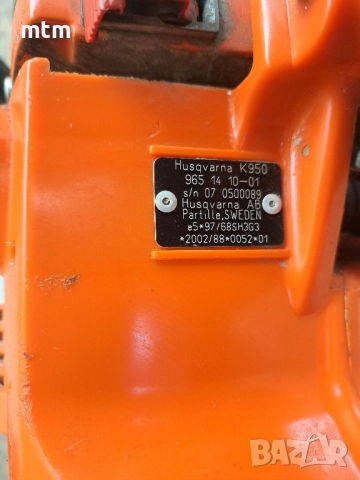 mtm
Husqvarna K950
965 14 10-01
s/n 07 0500089
Husqvarna AB
Partille,SWEDEN
e5*97/68SH3G3
*2002/88*0052*01
BAZAR